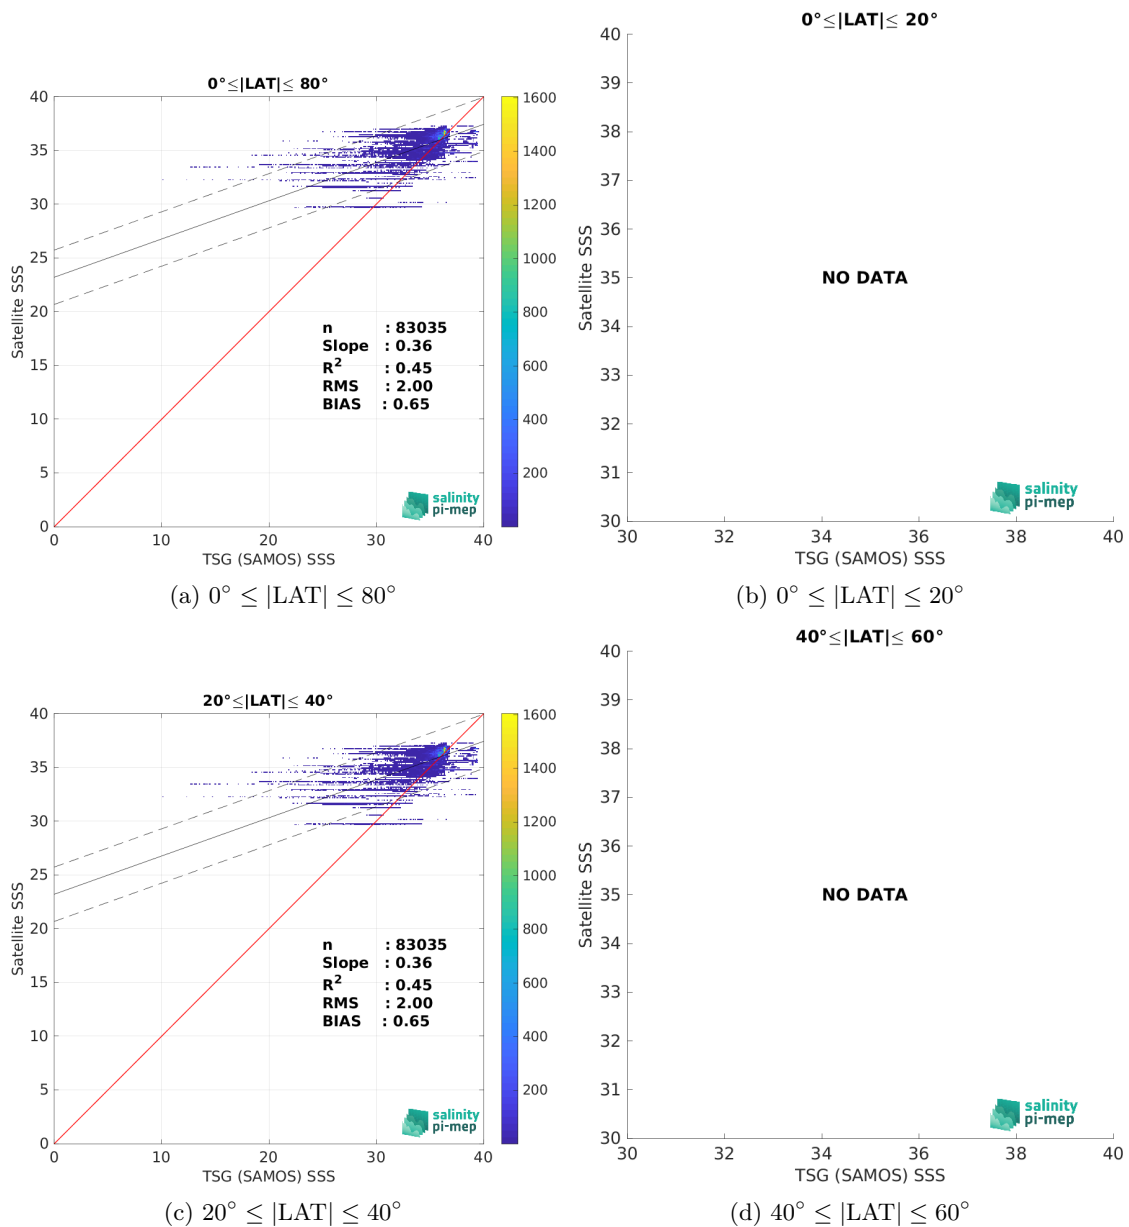 0°≤|LAT|≤ 80°
40
35
30
25
20
15
10
5
0
Satellite SSS
0
10
20
30
40
TSG (SAMOS) SSS
n : 83035
Slope : 0.36
R² : 0.45
RMS : 2.00
BIAS : 0.65
salinity
pi-mep
1600
1400
1200
1000
800
600
400
200
(a) 0° ≤ |LAT| ≤ 80°
0°≤|LAT|≤ 20°
40
39
38
37
36
35
34
33
32
31
30
Satellite SSS
NO DATA
salinity
pi-mep
30
32
34
36
38
40
TSG (SAMOS) SSS
(b) 0° ≤ |LAT| ≤ 20°
20°≤|LAT|≤ 40°
40
35
30
25
20
15
10
5
0
Satellite SSS
0
10
20
30
40
TSG (SAMOS) SSS
n : 83035
Slope : 0.36
R² : 0.45
RMS : 2.00
BIAS : 0.65
salinity
pi-mep
1600
1400
1200
1000
800
600
400
200
(c) 20° ≤ |LAT| ≤ 40°
40°≤|LAT|≤ 60°
40
39
38
37
36
35
34
33
32
31
30
Satellite SSS
NO DATA
salinity
pi-mep
30
32
34
36
38
40
TSG (SAMOS) SSS
(d) 40° ≤ |LAT| ≤ 60°